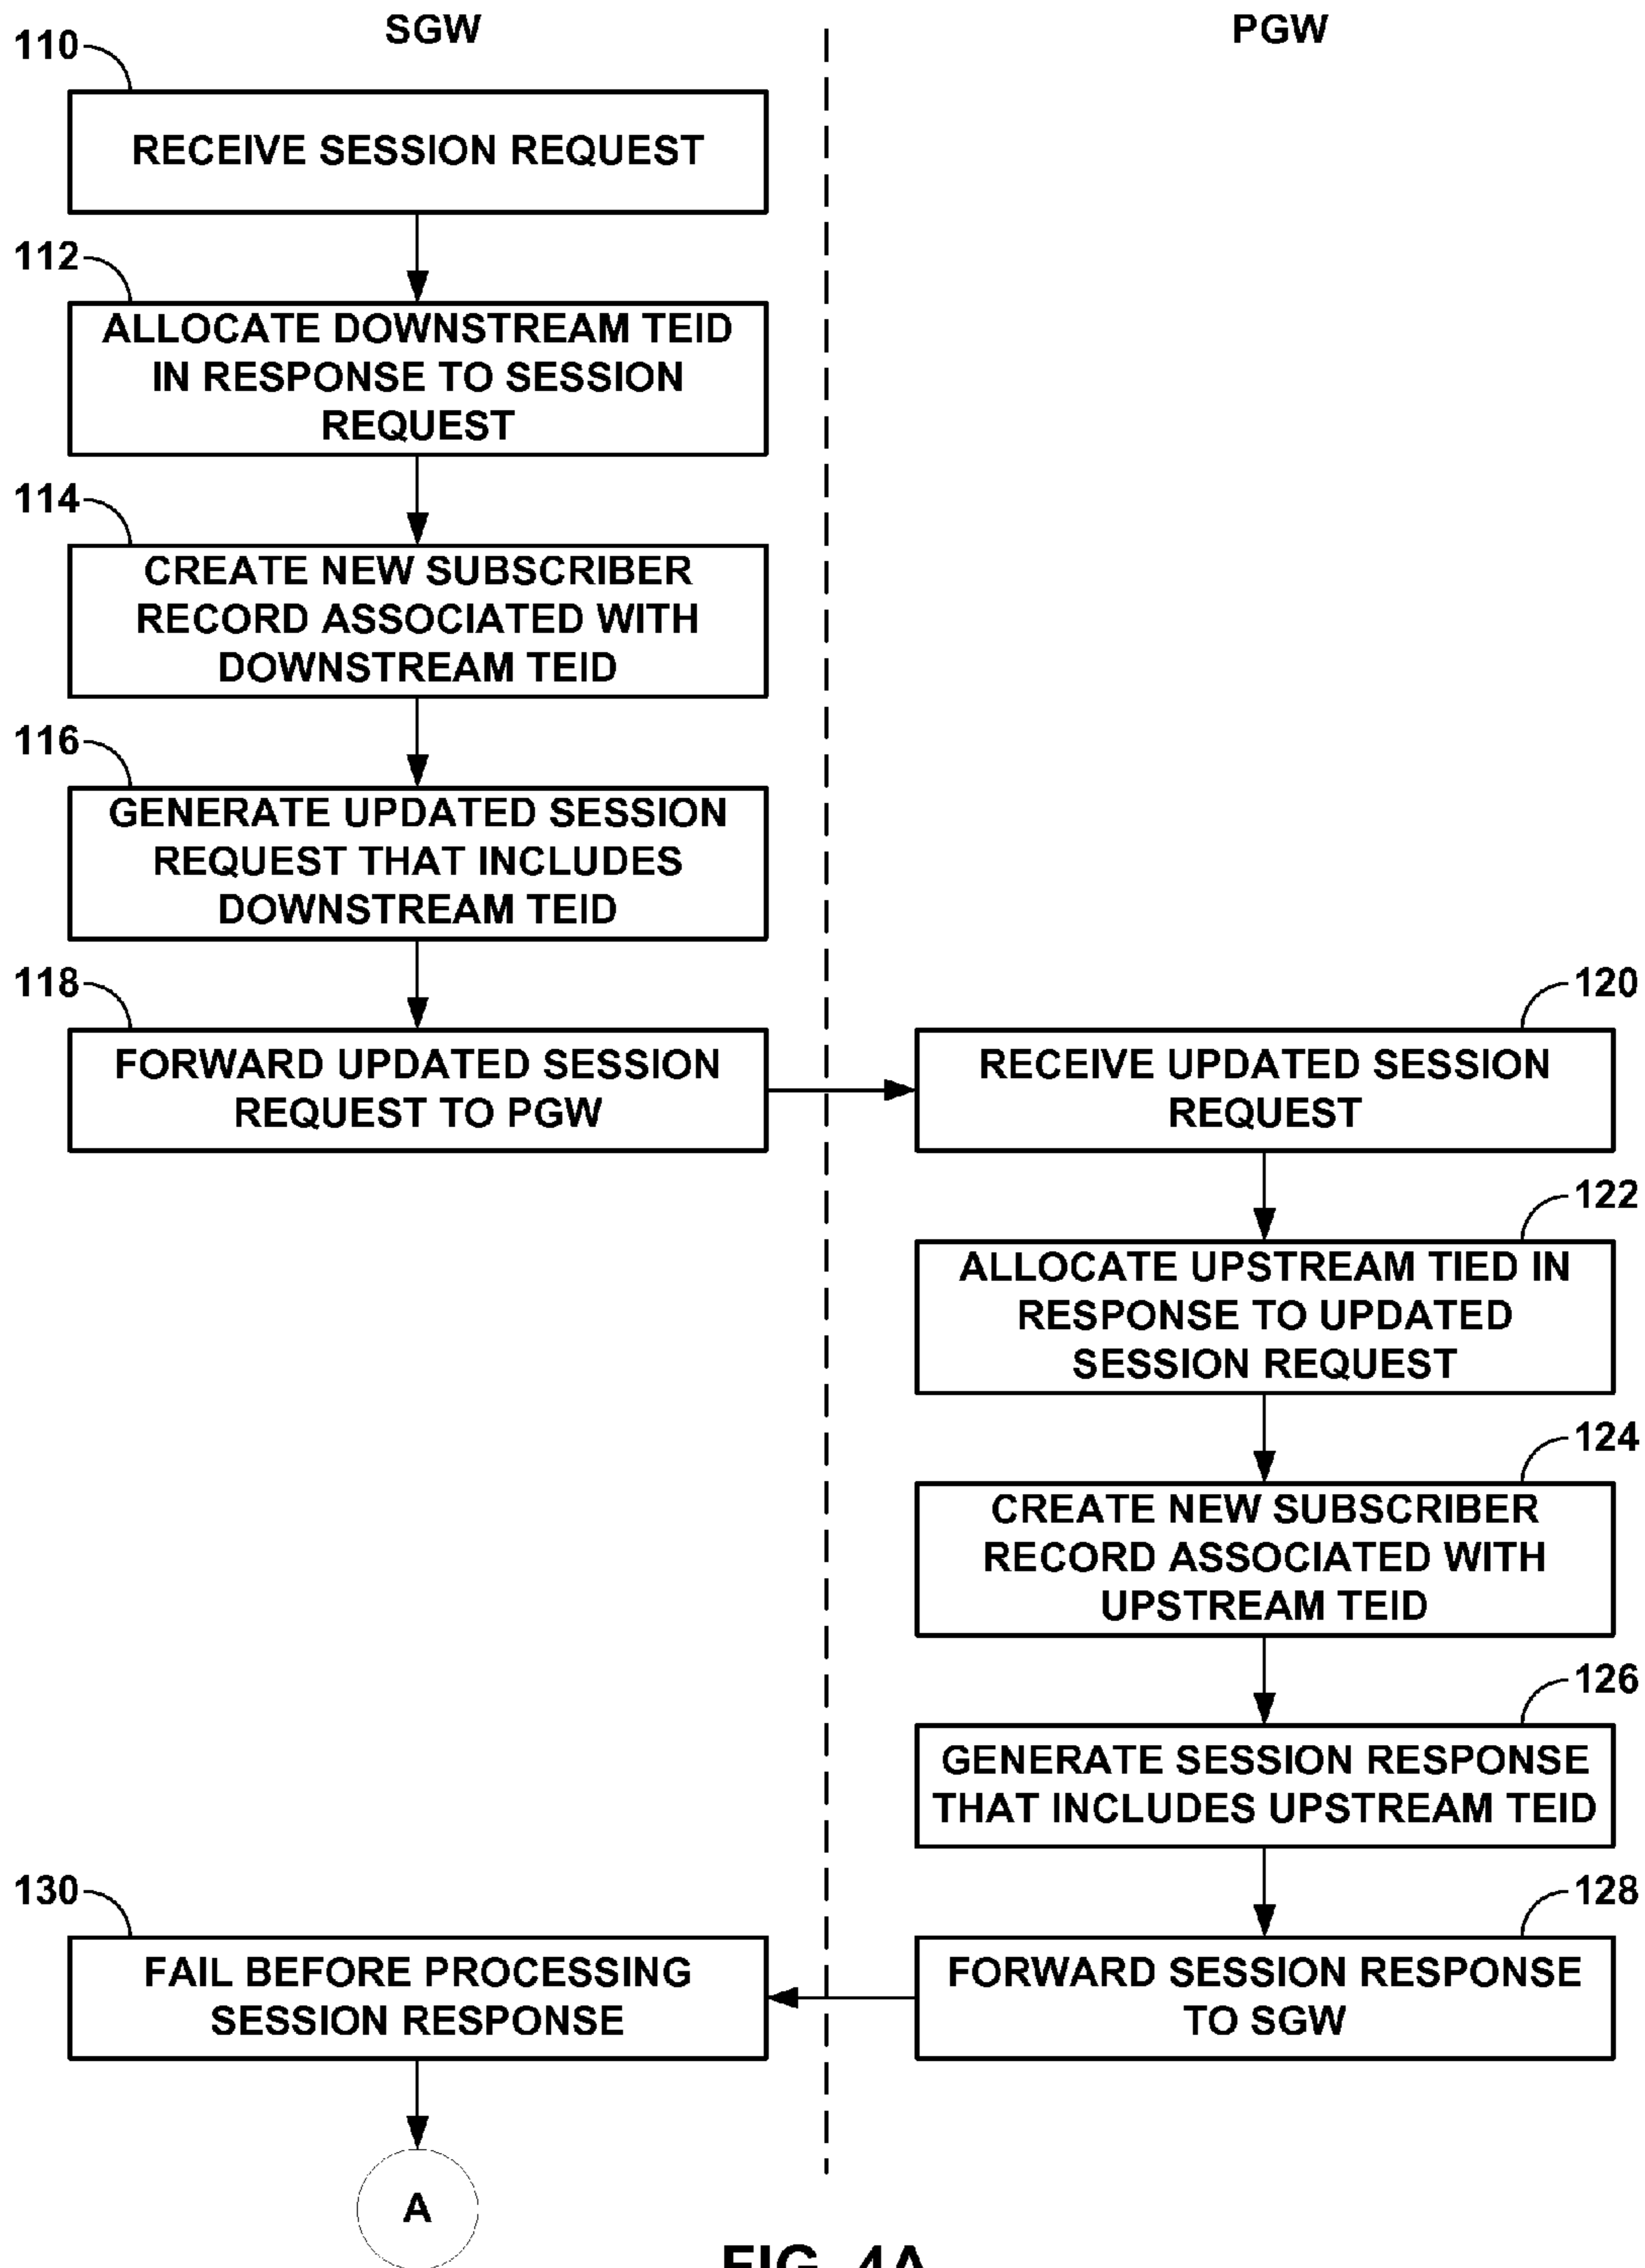 SGW
PGW
110
RECEIVE SESSION REQUEST
112
ALLOCATE DOWNSTREAM TEID
IN RESPONSE TO SESSION
REQUEST
114
CREATE NEW SUBSCRIBER
RECORD ASSOCIATED WITH
DOWNSTREAM TEID
116
GENERATE UPDATED SESSION
REQUEST THAT INCLUDES
DOWNSTREAM TEID
118
FORWARD UPDATED SESSION
REQUEST TO PGW
120
RECEIVE UPDATED SESSION
REQUEST
122
ALLOCATE UPSTREAM TIED IN
RESPONSE TO UPDATED
SESSION REQUEST
124
CREATE NEW SUBSCRIBER
RECORD ASSOCIATED WITH
UPSTREAM TEID
126
GENERATE SESSION RESPONSE
THAT INCLUDES UPSTREAM TEID
128
FORWARD SESSION RESPONSE
TO SGW
130
FAIL BEFORE PROCESSING
SESSION RESPONSE
A
FIG. 4A